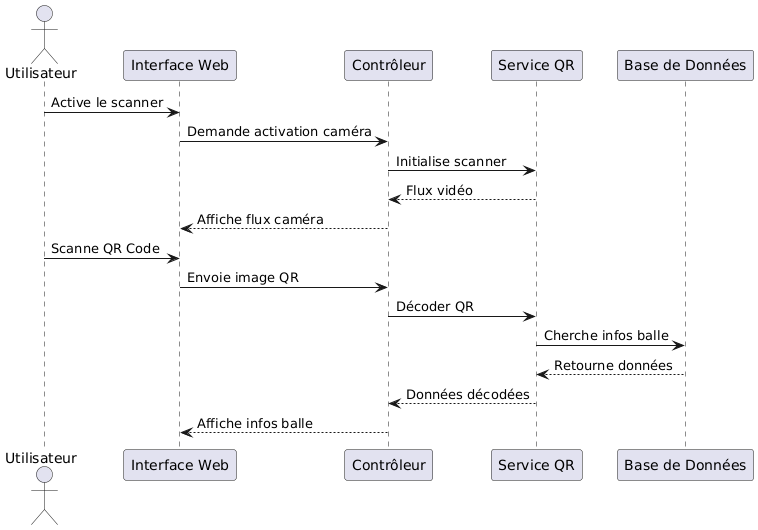 Utilisateur
Interface Web
Contrôleur
Service QR
Base de Données
Active le scanner
Demande activation caméra
Initialise scanner
Flux vidéo
Affiche flux caméra
Scanne QR Code
Envoie image QR
Décoder QR
Cherche infos balle
Retourne données
Données décodées
Affiche infos balle
Utilisateur
Interface Web
Contrôleur
Service QR
Base de Données